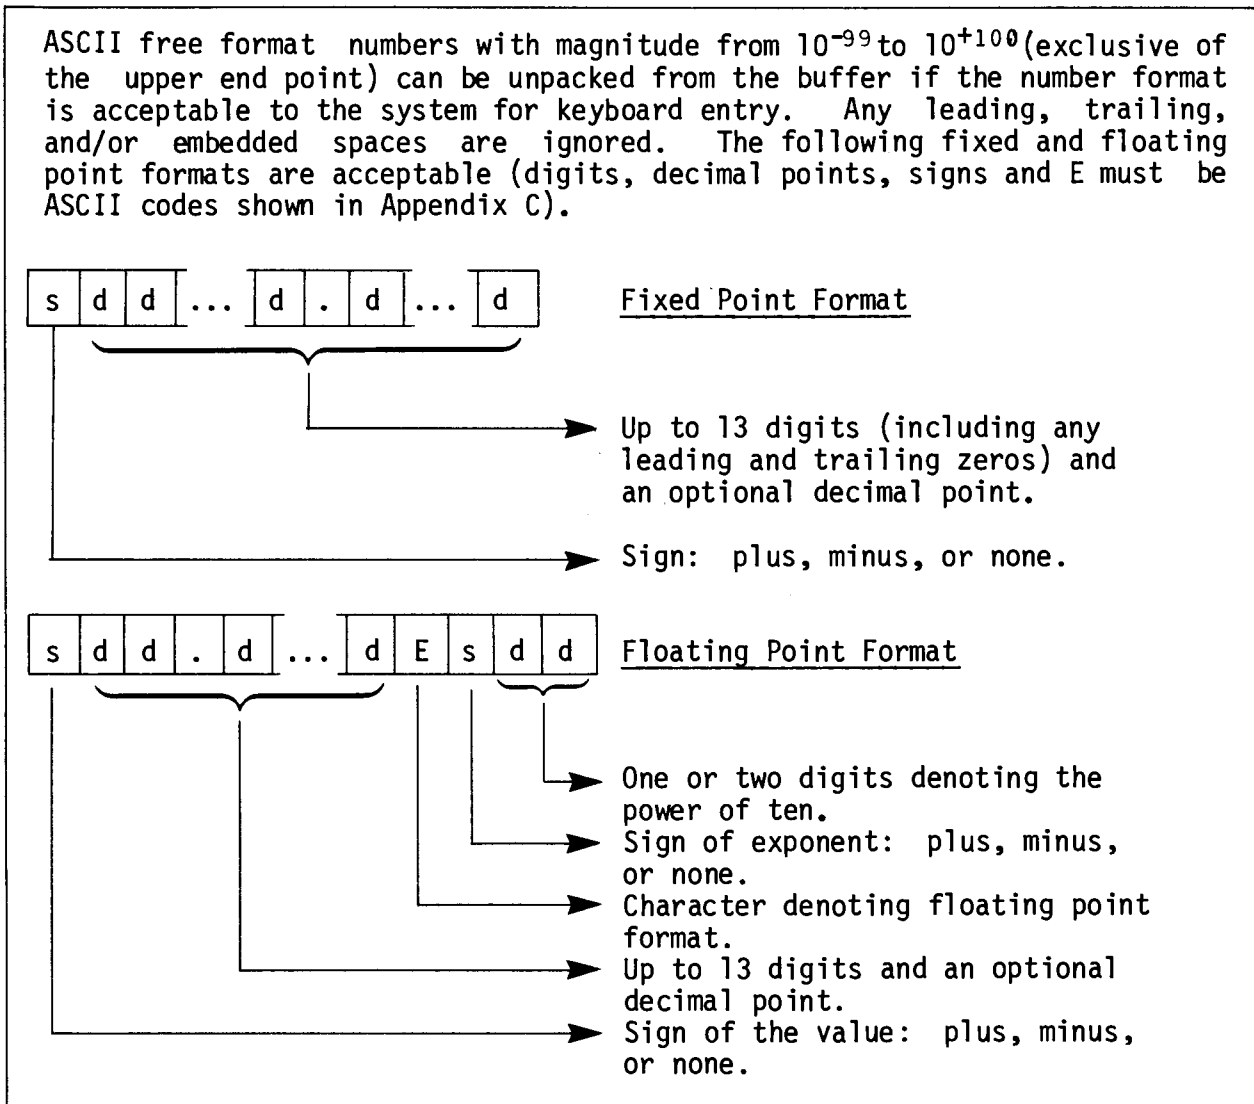 ASCII free format numbers with magnitude from 10⁻⁹⁹ to 10⁺¹⁰⁰ (exclusive of
the upper end point) can be unpacked from the buffer if the number format
is acceptable to the system for keyboard entry. Any leading, trailing,
and/or embedded spaces are ignored. The following fixed and floating
point formats are acceptable (digits, decimal points, signs and E must be
ASCII codes shown in Appendix C).
s d d ... d . d ... d
Fixed Point Format
Up to 13 digits (including any
leading and trailing zeros) and
an optional decimal point.
Sign: plus, minus, or none.
s d d . d ... d E s d d
Floating Point Format
One or two digits denoting the
power of ten.
Sign of exponent: plus, minus,
or none.
Character denoting floating point
format.
Up to 13 digits and an optional
decimal point.
Sign of the value: plus, minus,
or none.